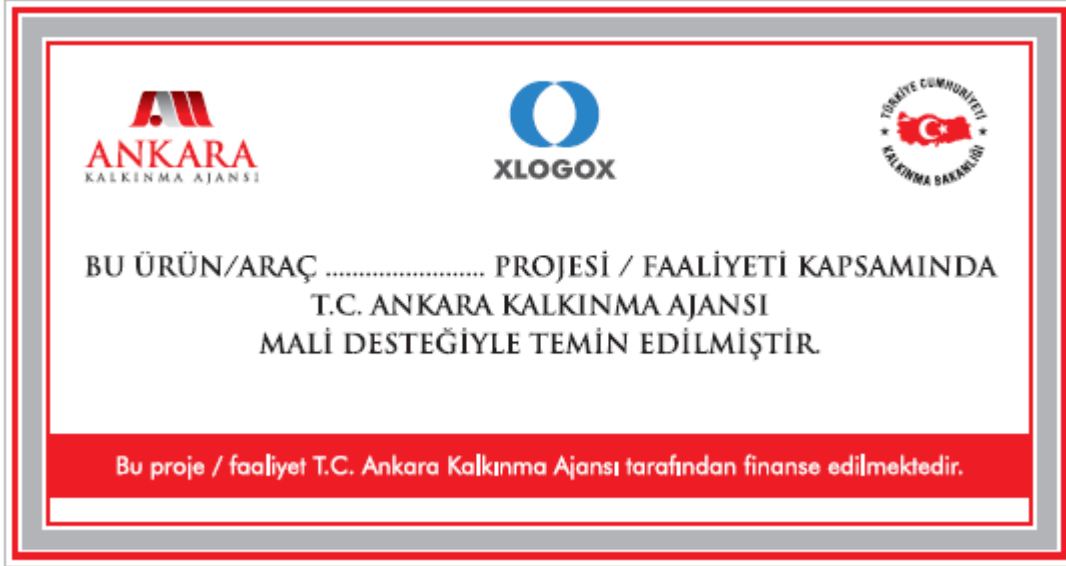 ANKARA
KALKINMA AJANSI
XLOGOX
TÜRKİYE CUMHURİYETİ
KALKINMA BAKANLIĞI
BU ÜRÜN/ARAÇ ........................ PROJESİ / FAALİYETİ KAPSAMINDA
T.C. ANKARA KALKINMA AJANSI
MALİ DESTEĞİYLE TEMİN EDİLMİŞTİR.
Bu proje / faaliyet T.C. Ankara Kalkınma Ajansı tarafından finanse edilmektedir.